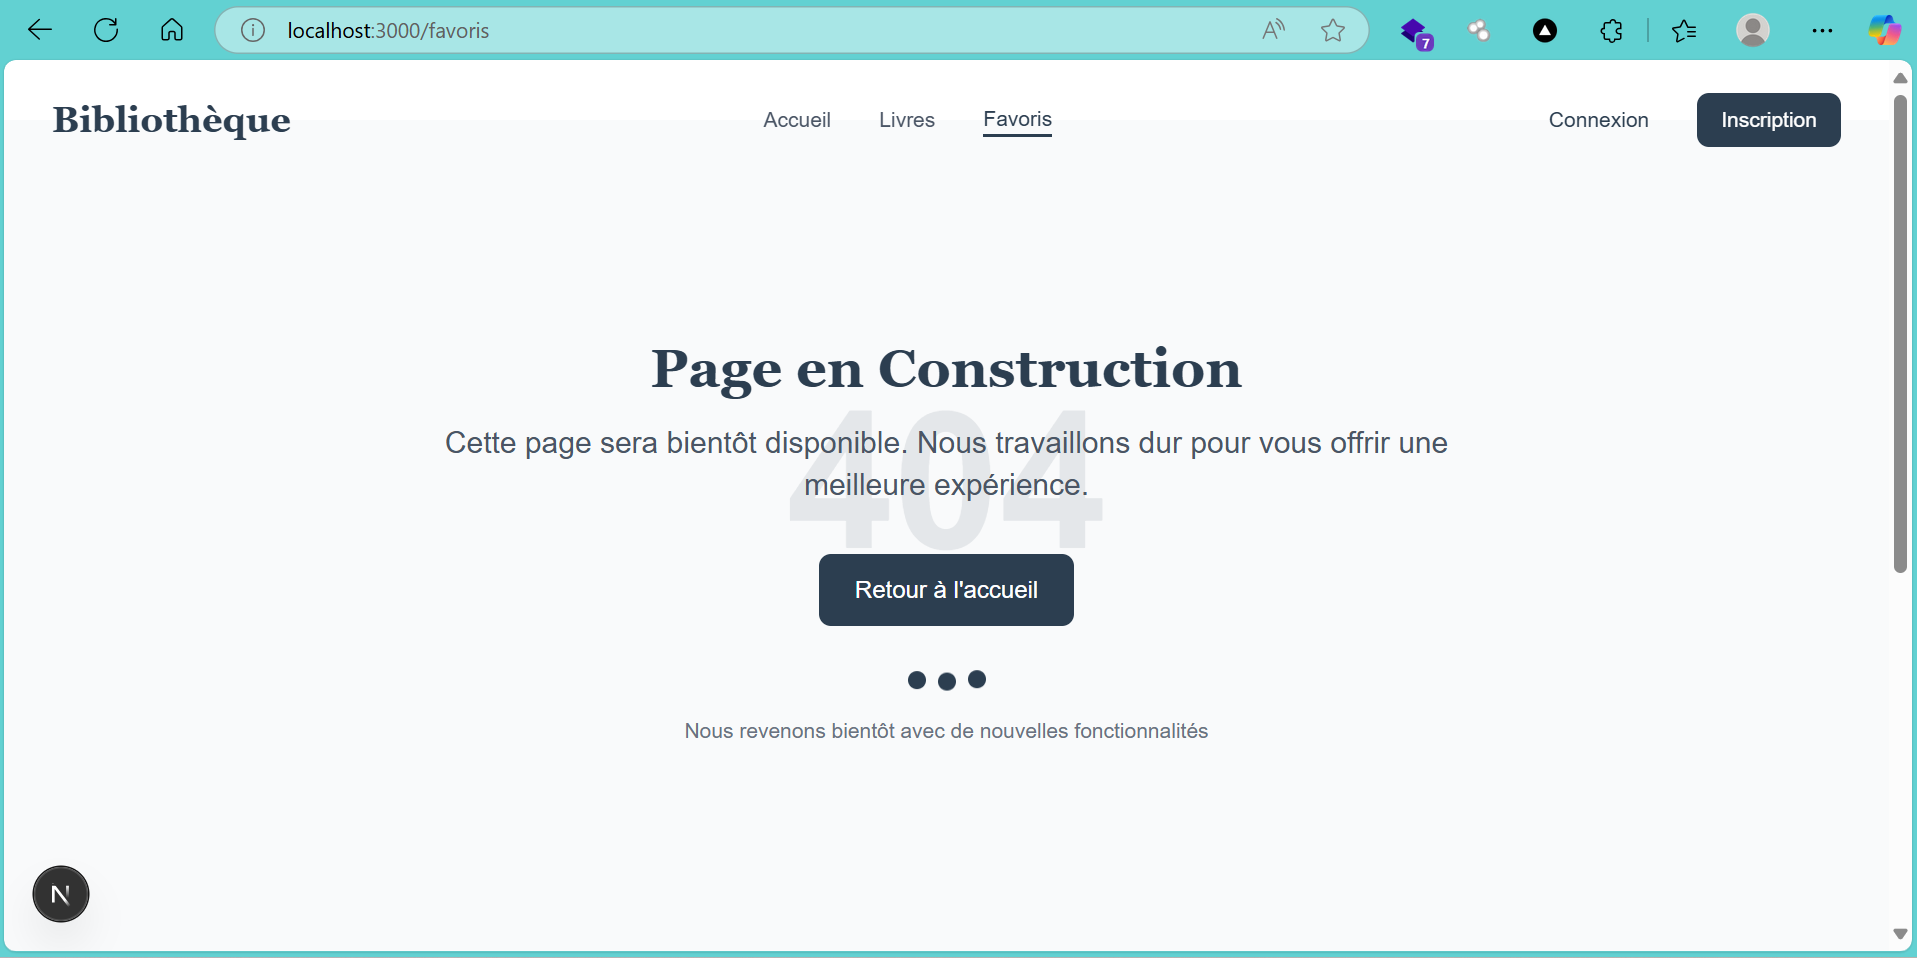 localhost:3000/favoris
7
Bibliothèque
Accueil
Livres
Favoris
Connexion
Inscription
Page en Construction
404
Cette page sera bientôt disponible. Nous travaillons dur pour vous offrir une
meilleure expérience.
Retour à l'accueil
Nous revenons bientôt avec de nouvelles fonctionnalités
N